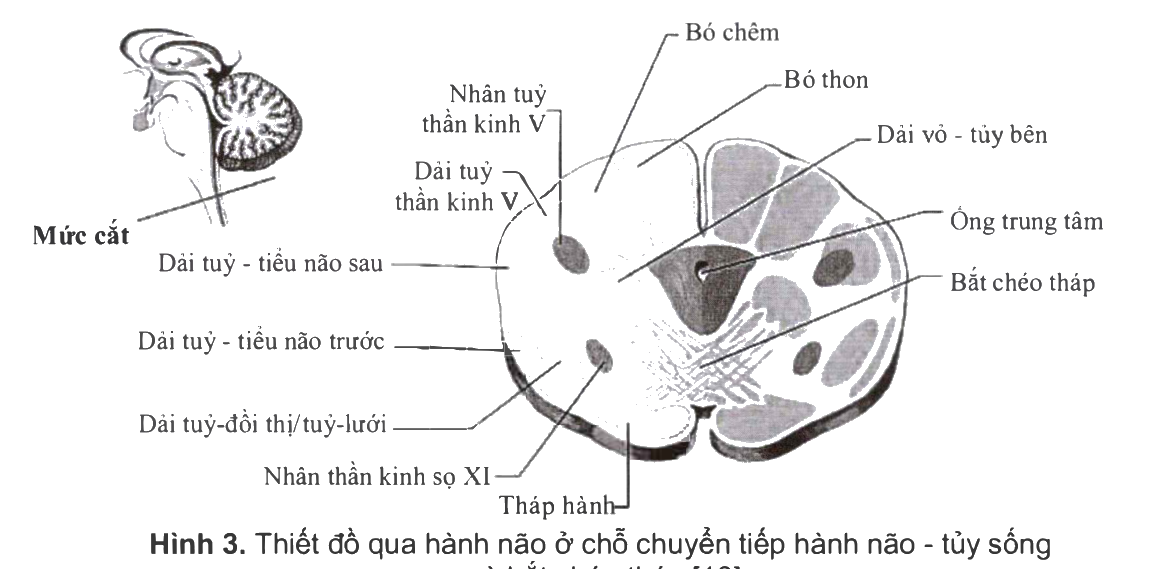 Bó chêm
Bó thon
Nhân tuỷ
thần kinh V
Dải vỏ - tủy bên
Dải tuỷ
thần kinh V
Ống trung tâm
Mức cắt
Dải tuỷ - tiểu não sau
Bắt chéo tháp
Dải tuỷ - tiểu não trước
Dải tuỷ-đồi thị/tuỷ-lưới
Nhân thần kinh sọ XI
Tháp hành
Hình 3. Thiết đồ qua hành não ở chỗ chuyển tiếp hành não - tủy sống